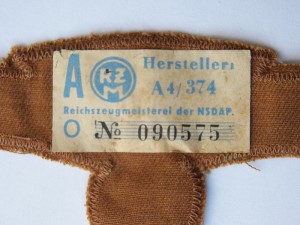 A RZM Hersteller:
A4/374
Reichszeugmeisterei der NSDAP.
O № 090575